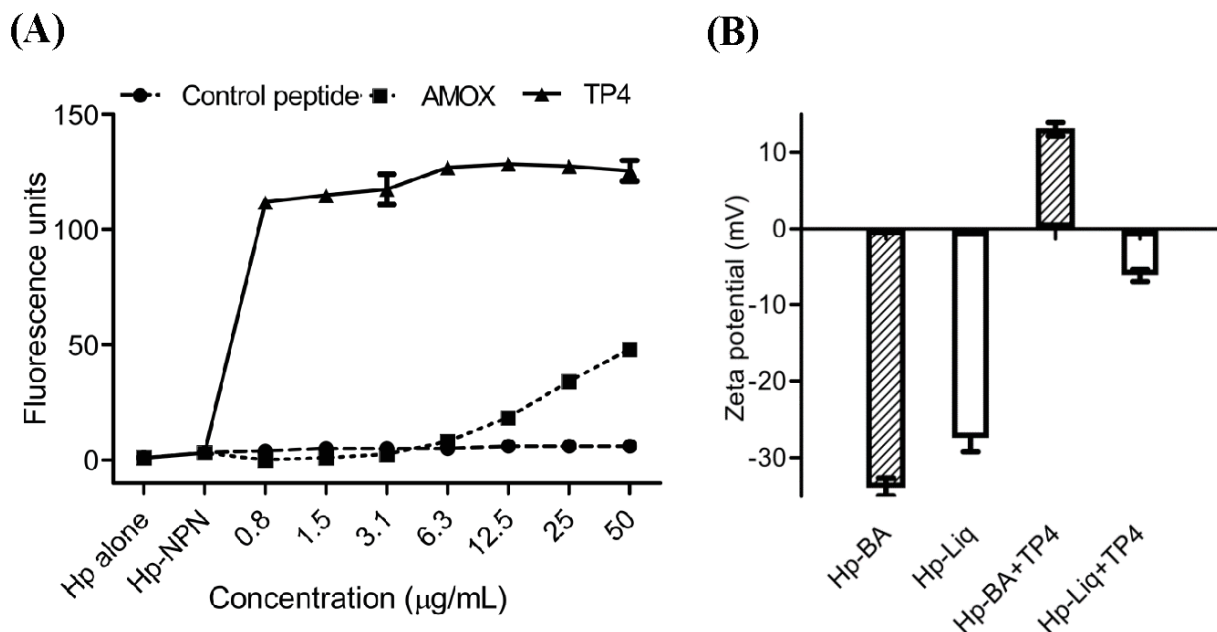 (A)
Control peptide AMOX TP4
Fluorescence units
150
100
50
0
Hp alone
Hp-NPN
0.8
1.5
3.1
6.3
12.5
25
50
Concentration (μg/mL)
(B)
Zeta potential (mV)
10
0
-10
-20
-30
Hp-BA
Hp-Liq
Hp-BA+TP4
Hp-Liq+TP4